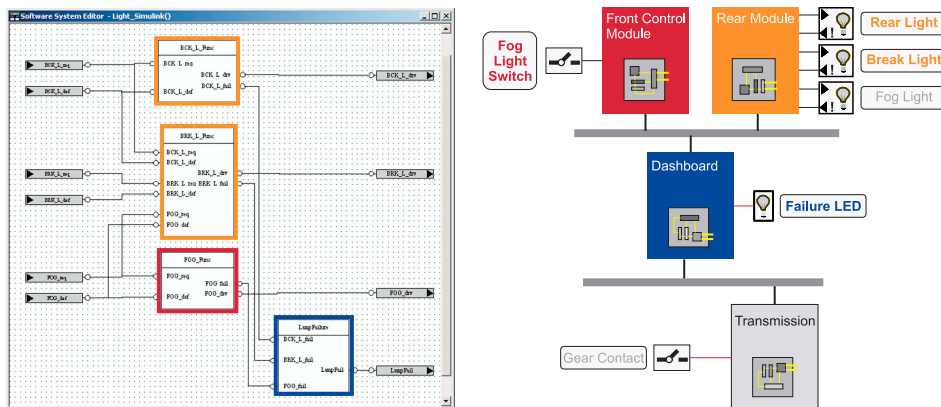 Software System Editor - Light_Simulink()
BCK_L_Func
BCK_L_req
BCK_L_req
BCK_L_drv
BCK_L_drv
BCK_L_fail
BCK_L_def
BCK_L_def
BRK_L_Func
BCK_L_req
BCK_L_def
BRK_L_drv
BRK_L_drv
BRK_L_req
BRK_L_req BRK_L_fail
BRK_L_def
BRK_L_def
FOG_req
FOG_def
FOG_Func
FOG_req
FOG_req
FOG_fail
FOG_def
FOG_def
FOG_drv
FOG_drv
LampFailure
BCK_L_fail
BRK_L_fail
LampFail
LampFail
FOG_fail
Front Control
Module
Rear Module
Rear Light
Fog
Light
Switch
Break Light
Fog Light
Dashboard
Failure LED
Transmission
Gear Contact